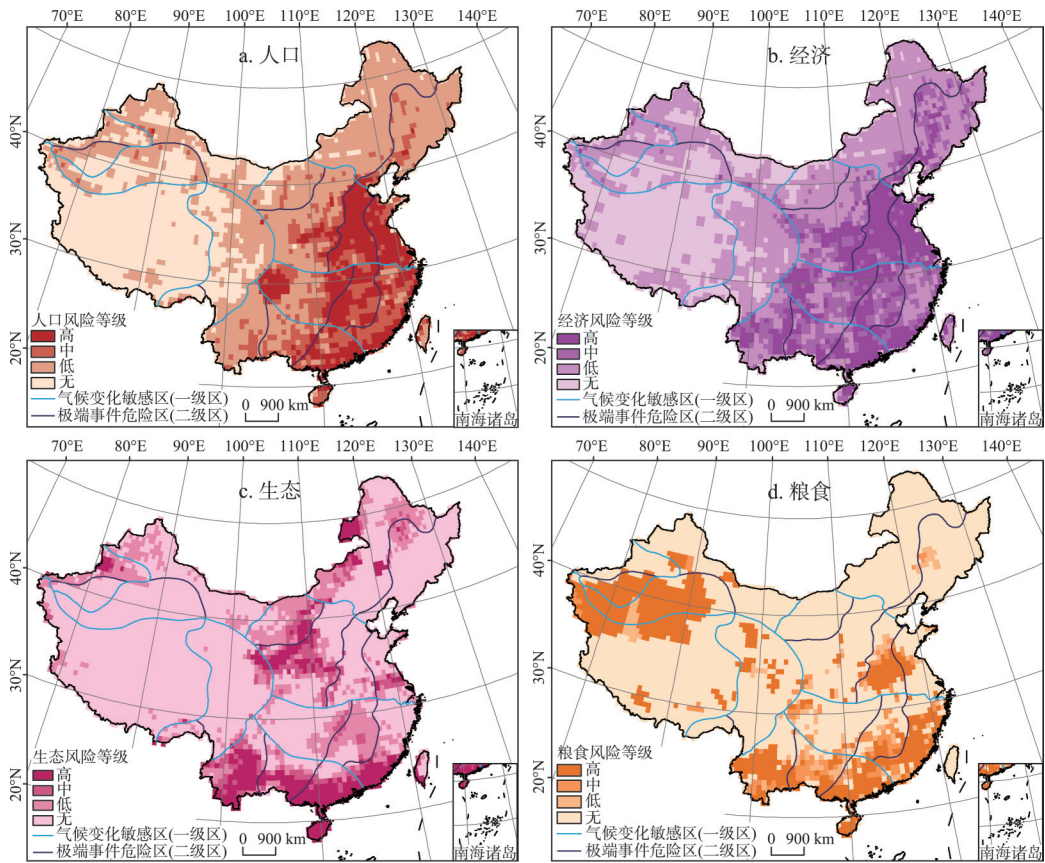 70°E 80°E 90°E 100°E 110°E 120°E 130°E 140°E
70°E 80°E 90°E 100°E 110°E 120°E 130°E 140°E
a. 人口
b. 经济
40°N
30°N
20°N
40°N
30°N
20°N
人口风险等级
高
中
低
无
气候变化敏感区(一级区)
极端事件危险区(二级区)
0 900 km
南海诸岛
经济风险等级
高
中
低
无
气候变化敏感区(一级区)
极端事件危险区(二级区)
0 900 km
南海诸岛
70°E 80°E 90°E 100°E 110°E 120°E 130°E 140°E
70°E 80°E 90°E 100°E 110°E 120°E 130°E 140°E
c. 生态
d. 粮食
40°N
30°N
20°N
40°N
30°N
20°N
生态风险等级
高
中
低
无
气候变化敏感区(一级区)
极端事件危险区(二级区)
0 900 km
南海诸岛
粮食风险等级
高
中
低
无
气候变化敏感区(一级区)
极端事件危险区(二级区)
0 900 km
南海诸岛